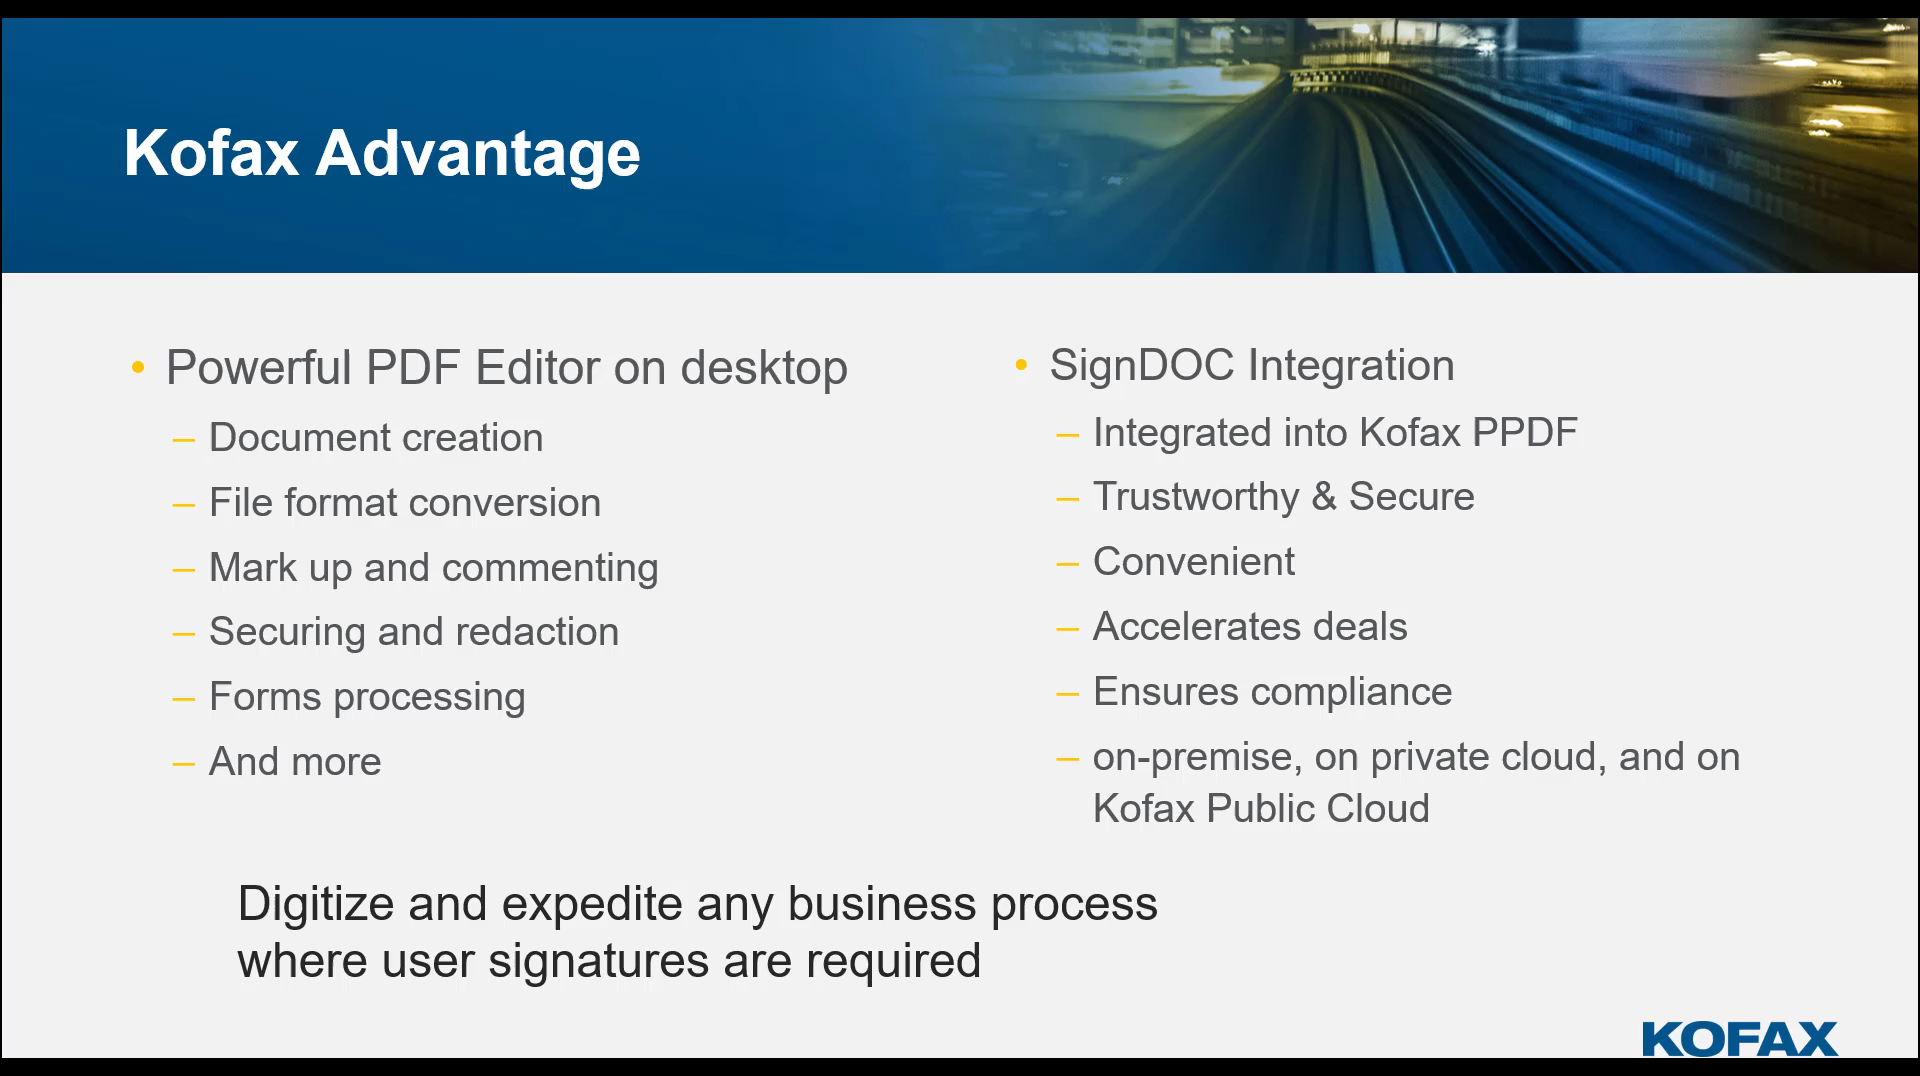 Kofax Advantage
• Powerful PDF Editor on desktop
– Document creation
– File format conversion
– Mark up and commenting
– Securing and redaction
– Forms processing
– And more
• SignDOC Integration
– Integrated into Kofax PPDF
– Trustworthy & Secure
– Convenient
– Accelerates deals
– Ensures compliance
– on-premise, on private cloud, and on
Kofax Public Cloud
Digitize and expedite any business process
where user signatures are required
KOFAX